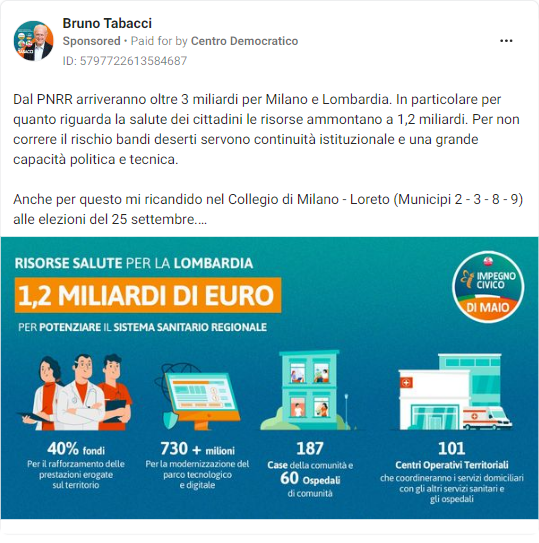 Bruno Tabacci
Sponsored • Paid for by Centro Democratico
ID: 5797722613584687
Dal PNRR arriveranno oltre 3 miliardi per Milano e Lombardia. In particolare per
quanto riguarda la salute dei cittadini le risorse ammontano a 1,2 miliardi. Per non
correre il rischio bandi deserti servono continuità istituzionale e una grande
capacità politica e tecnica.
Anche per questo mi ricandido nel Collegio di Milano - Loreto (Municipi 2 - 3 - 8 - 9)
alle elezioni del 25 settembre....
RISORSE SALUTE PER LA LOMBARDIA
1,2 MILIARDI DI EURO
PER POTENZIARE IL SISTEMA SANITARIO REGIONALE
IMPEGNO
CIVICO
DI MAIO
40% fondi
Per il rafforzamento delle
prestazioni erogate
sul territorio
730 + milioni
Per la modernizzazione del
parco tecnologico
e digitale
187
Case della comunità e
60 Ospedali
di comunità
101
Centri Operativi Territoriali
che coordineranno i servizi domiciliari
con gli altri servizi sanitari e
gli ospedali